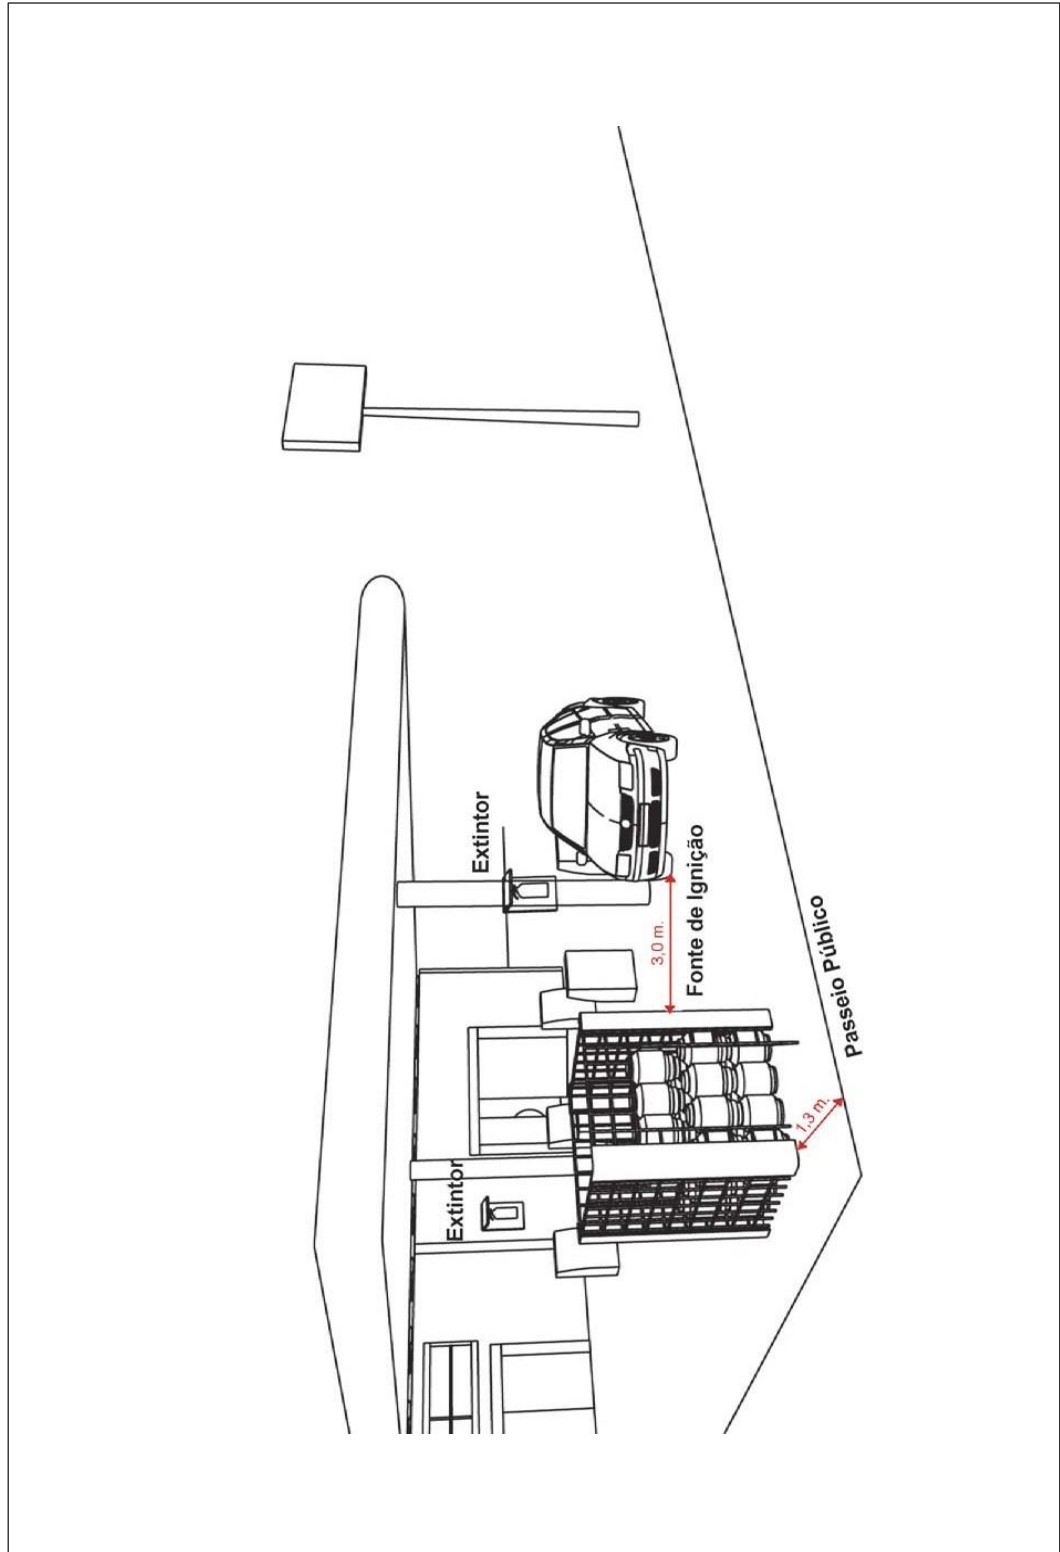 Extintor
Extintor
3,0 m.
Fonte de Ignição
1,3 m.
Passeio Público